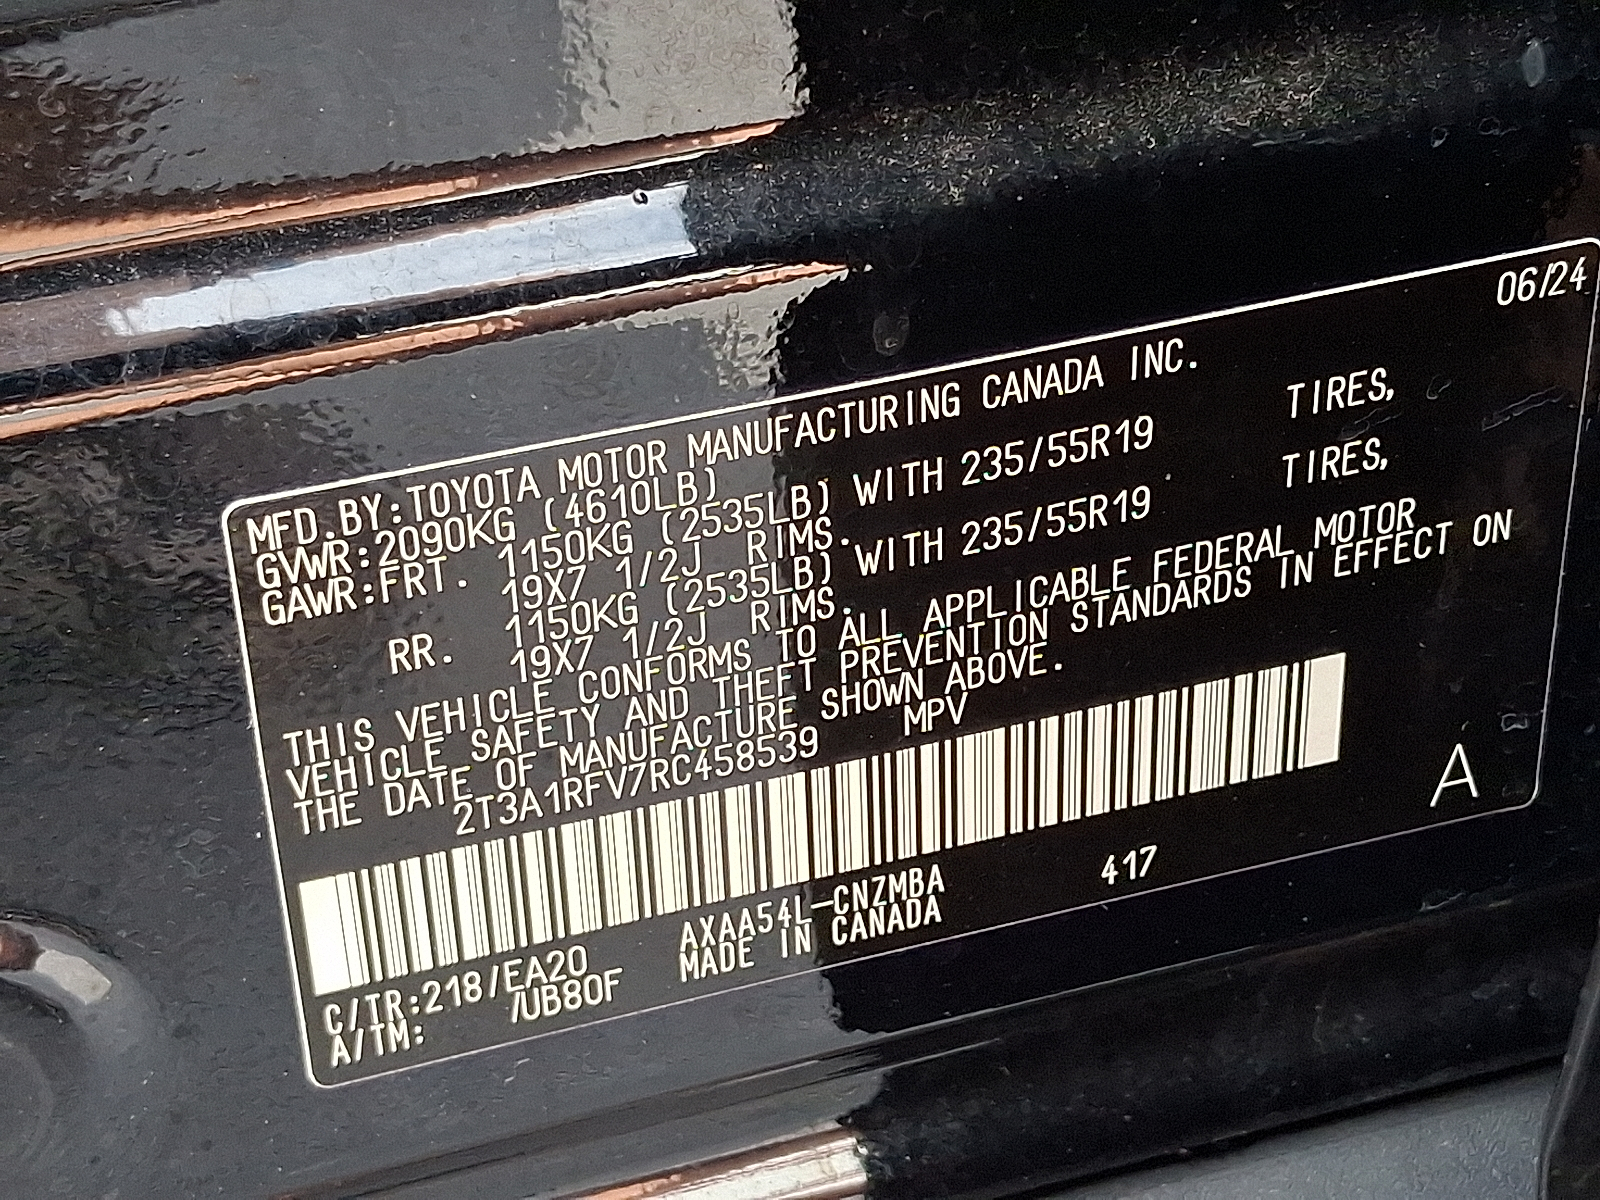 06/24
MFD.BY:TOYOTA MOTOR MANUFACTURING CANADA INC.
GVWR:2090KG (4610LB)
GAWR:FRT. 1150KG (2535LB) WITH 235/55R19 TIRES,
19X7 1/2J RIMS.
RR. 1150KG (2535LB) WITH 235/55R19 TIRES,
19X7 1/2J RIMS.
THIS VEHICLE CONFORMS TO ALL APPLICABLE FEDERAL MOTOR
VEHICLE SAFETY AND THEFT PREVENTION STANDARDS IN EFFECT ON
THE DATE OF MANUFACTURE SHOWN ABOVE.
2T3A1RFV7RC458539 MPV
A
C/TR:218/EA20 AXAA54L-CNZMBA 417
A/TM: /UB80F MADE IN CANADA